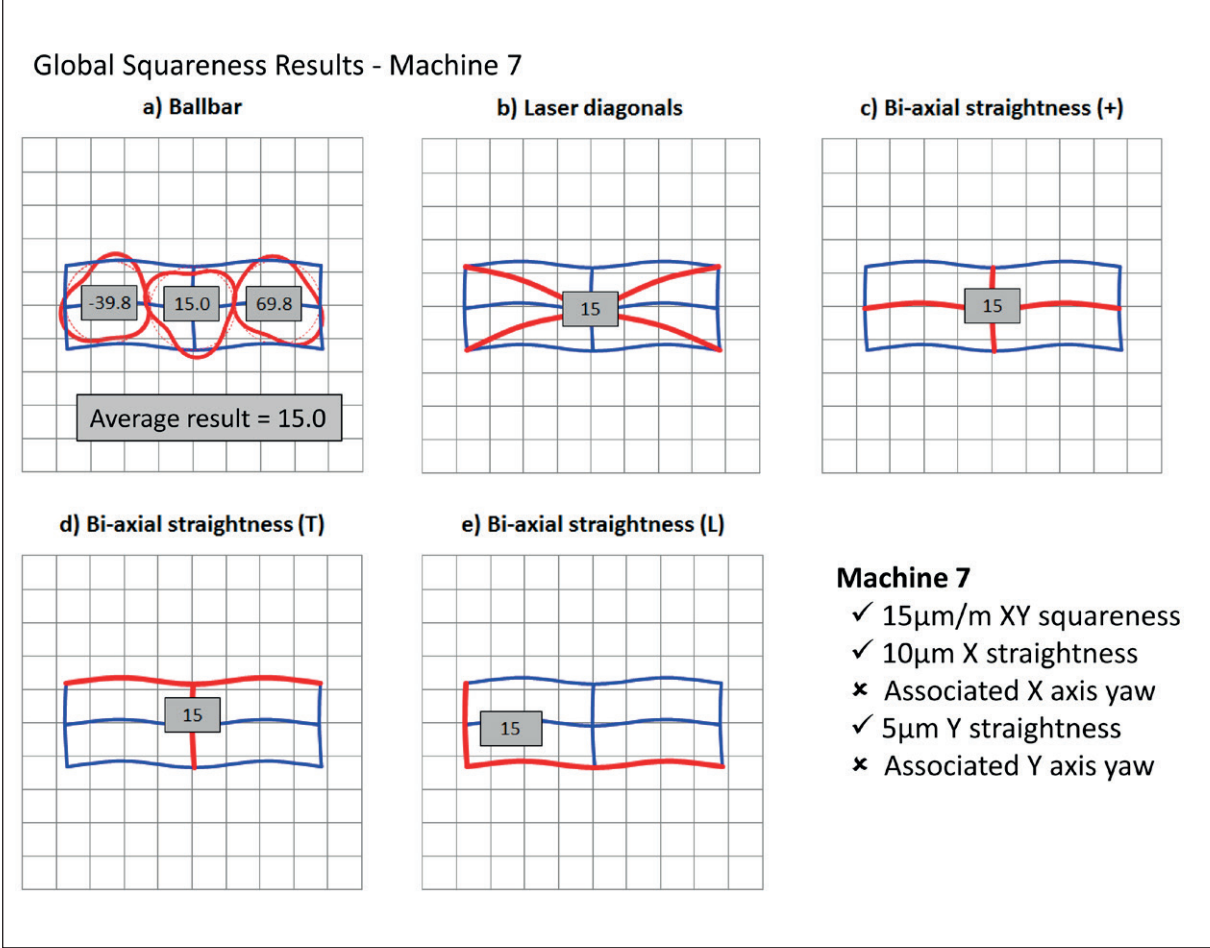 Global Squareness Results - Machine 7
a) Ballbar
-39.8
15.0
69.8
Average result = 15.0
b) Laser diagonals
15
c) Bi-axial straightness (+)
15
d) Bi-axial straightness (T)
15
e) Bi-axial straightness (L)
15
Machine 7
✓ 15µm/m XY squareness
✓ 10µm X straightness
× Associated X axis yaw
✓ 5µm Y straightness
× Associated Y axis yaw